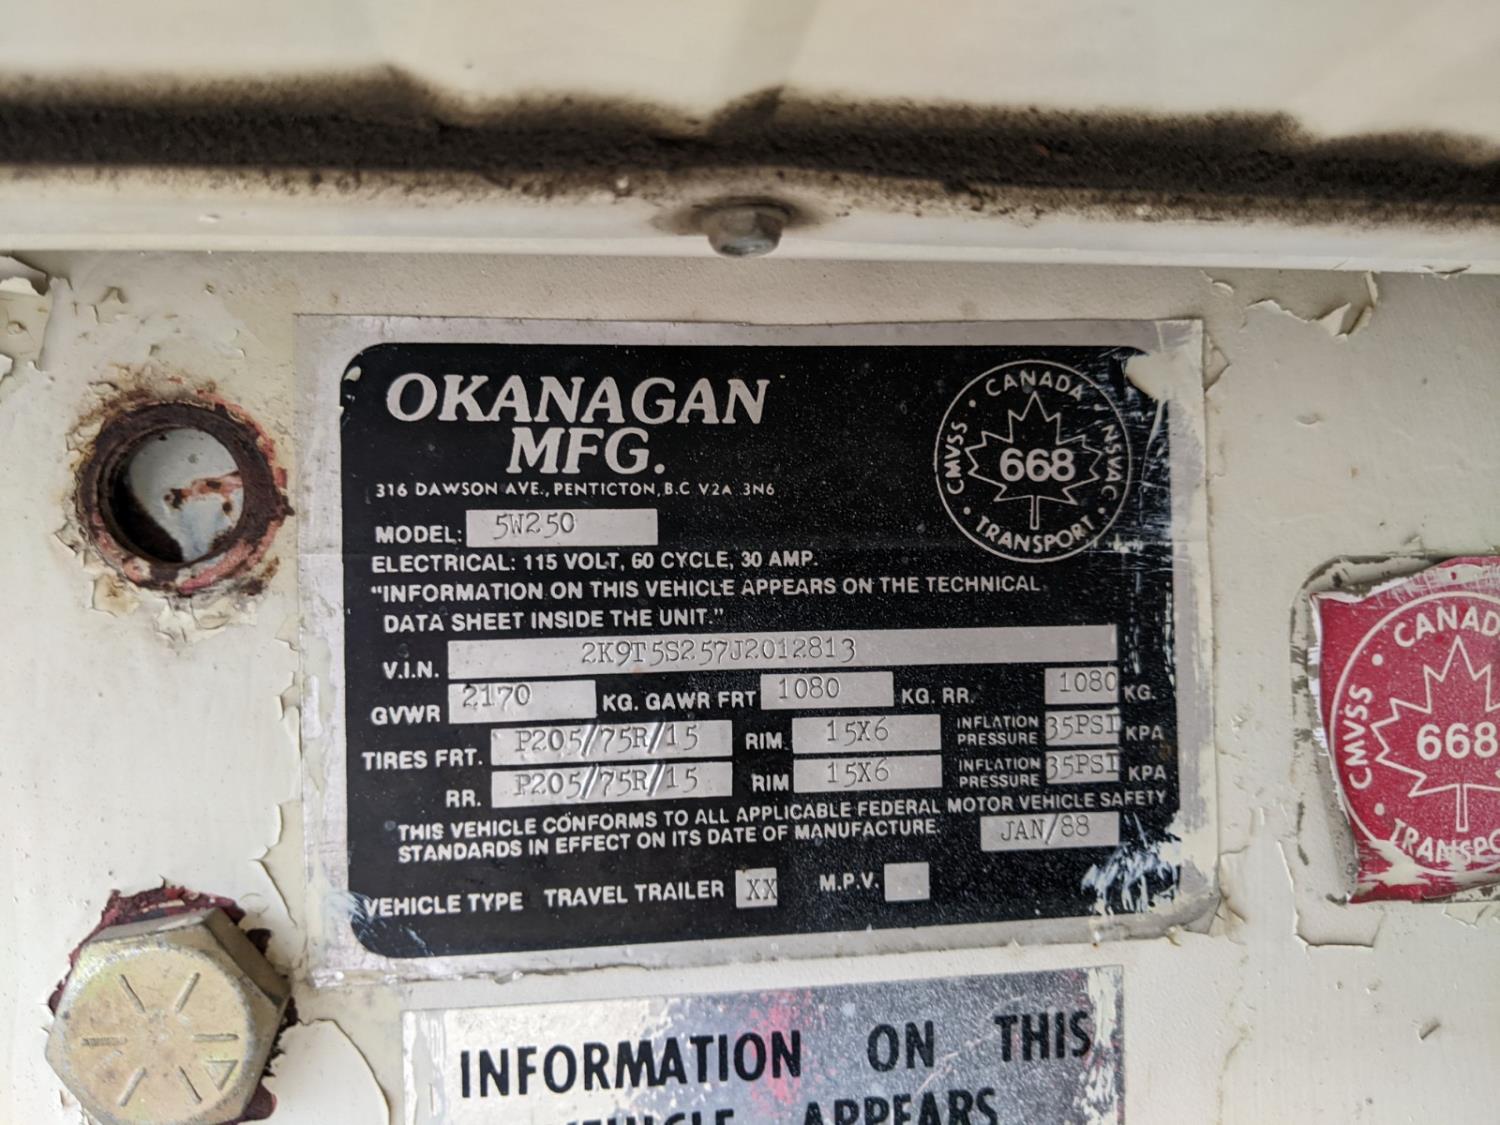 OKANAGAN
MFG.
316 DAWSON AVE., PENTICTON, B.C V2A 3N6
CMVSS · CANADA · NSVAC · TRANSPORT ·
668
MODEL: 5W250
ELECTRICAL: 115 VOLT, 60 CYCLE, 30 AMP.
"INFORMATION ON THIS VEHICLE APPEARS ON THE TECHNICAL
DATA SHEET INSIDE THE UNIT."
V.I.N. 2K9T5S257J2012813
GVWR 2170 KG. GAWR FRT 1080 KG. RR. 1080 KG.
TIRES FRT. P205/75R/15 RIM 15X6 INFLATION PRESSURE 35PSI KPA
RR. P205/75R/15 RIM 15X6 INFLATION PRESSURE 35PSI KPA
THIS VEHICLE CONFORMS TO ALL APPLICABLE FEDERAL MOTOR VEHICLE SAFETY
STANDARDS IN EFFECT ON ITS DATE OF MANUFACTURE. JAN/88
VEHICLE TYPE TRAVEL TRAILER XX M.P.V.
CMVSS · CANAD
668
· TRANSPO
INFORMATION ON THIS
VEHICLE APPEARS